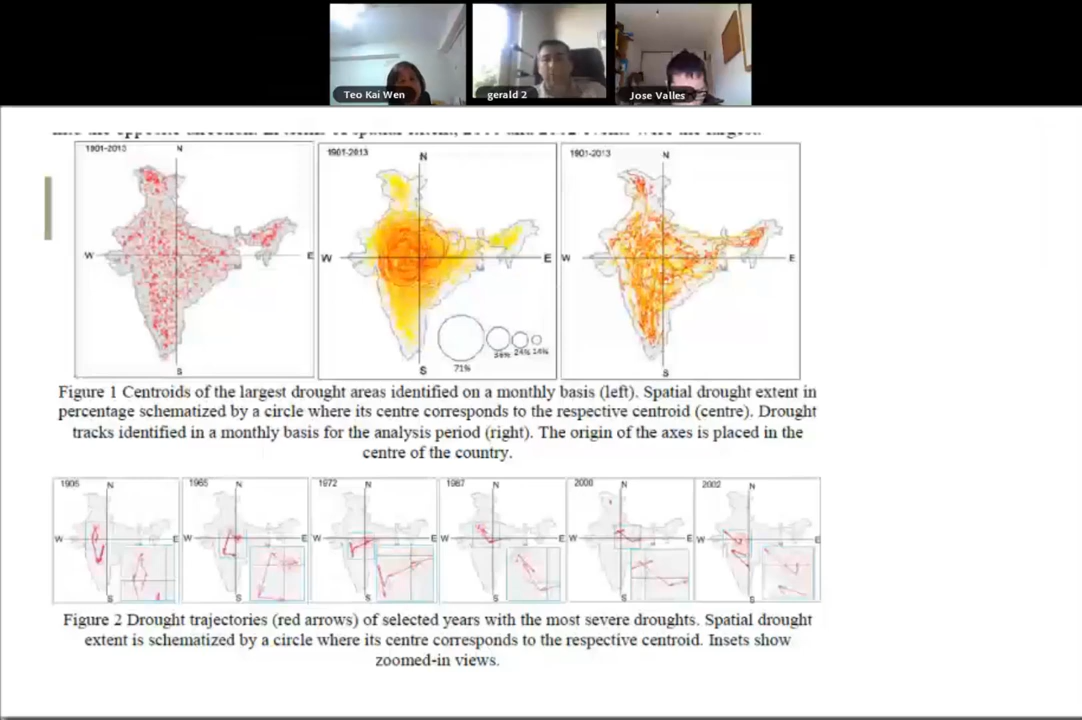 Teo Kai Wen
gerald 2
Jose Valles
1901-2013
N
W
E
S
1901-2013
N
W
E
S
71%
24%
14%
1901-2013
N
W
E
S
Figure 1 Centroids of the largest drought areas identified on a monthly basis (left). Spatial drought extent in
percentage schematized by a circle where its centre corresponds to the respective centroid (centre). Drought
tracks identified in a monthly basis for the analysis period (right). The origin of the axes is placed in the
centre of the country.
1905
N
W
E
S
1965
N
W
E
S
1972
N
W
E
S
1987
N
W
E
S
2000
N
W
E
S
2002
N
W
E
S
Figure 2 Drought trajectories (red arrows) of selected years with the most severe droughts. Spatial drought
extent is schematized by a circle where its centre corresponds to the respective centroid. Insets show
zoomed-in views.